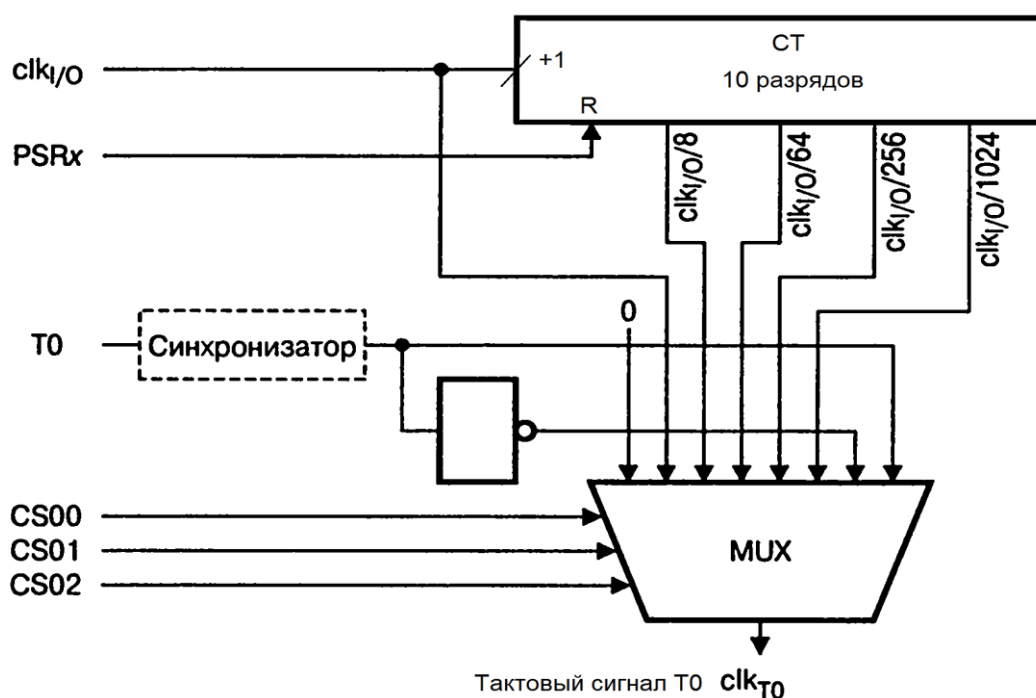 CT
clkI/O
+1
10 разрядов
R
PSRx
clkI/O/8
clkI/O/64
clkI/O/256
clkI/O/1024
0
T0
Синхронизатор
CS00
CS01
CS02
MUX
Тактовый сигнал T0 clkT0